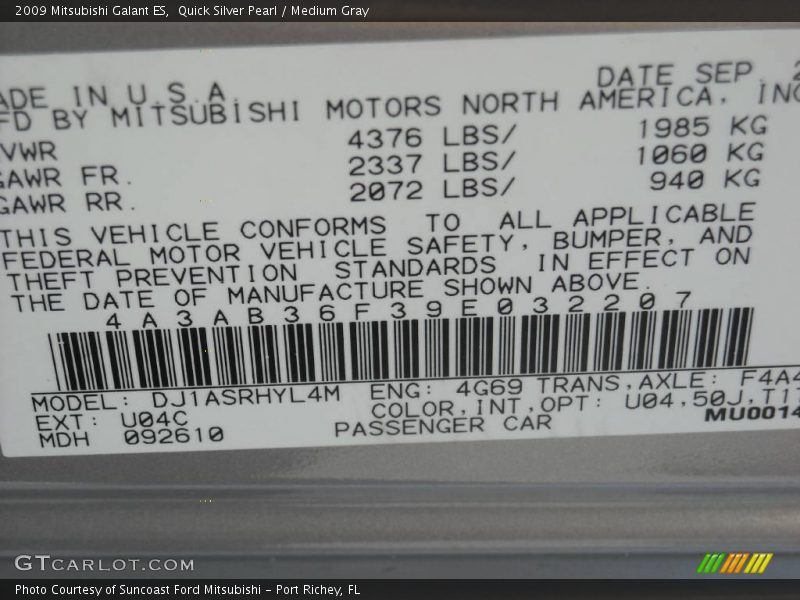 2009 Mitsubishi Galant ES, Quick Silver Pearl / Medium Gray
ADE IN U.S.A. DATE SEP. 2
FD BY MITSUBISHI MOTORS NORTH AMERICA, INC
VWR 4376 LBS/ 1985 KG
GAWR FR. 2337 LBS/ 1060 KG
GAWR RR. 2072 LBS/ 940 KG
THIS VEHICLE CONFORMS TO ALL APPLICABLE
FEDERAL MOTOR VEHICLE SAFETY, BUMPER, AND
THEFT PREVENTION STANDARDS IN EFFECT ON
THE DATE OF MANUFACTURE SHOWN ABOVE.
4A3AB36F39E032207
MODEL: DJ1ASRHYL4M ENG: 4G69 TRANS,AXLE: F4A4
EXT: U04C COLOR,INT,OPT: U04,50J,T17
MDH 092610 PASSENGER CAR MU0014
GTCARLOT.COM
Photo Courtesy of Suncoast Ford Mitsubishi - Port Richey, FL